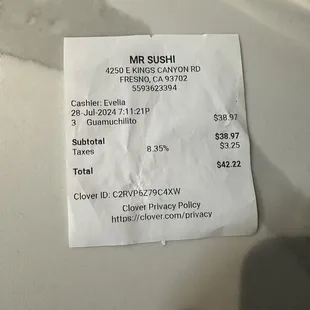 MR SUSHI
4250 E KINGS CANYON RD
FRESNO, CA 93702
5593623394
Cashier: Evelia
28-Jul-2024 7:11:21P
3 Guamuchilito $38.97
Subtotal $38.97
Taxes 8.35% $3.25
Total $42.22
Clover ID: C2RVP6Z79C4XW
Clover Privacy Policy
https://clover.com/privacy